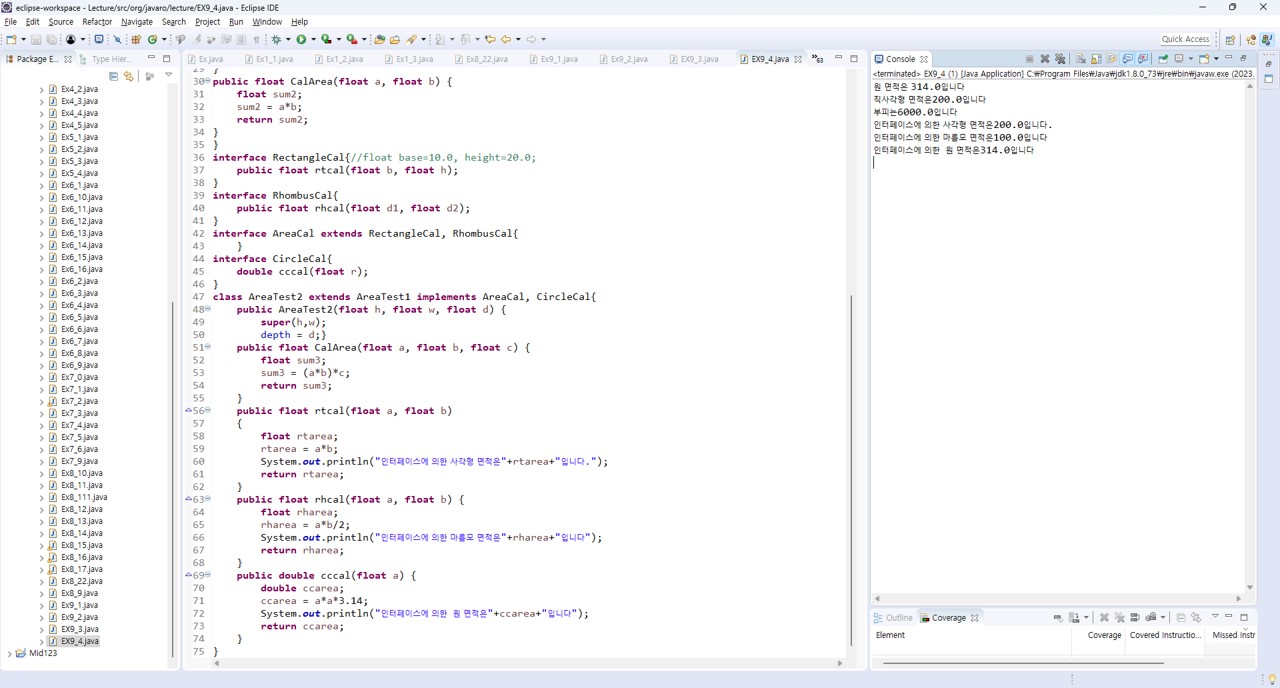 eclipse-workspace - Lecture/src/org/javaro/lecture/EX9_4.java - Eclipse IDE
File Edit Under Source Refactor Navigate Search Project Run Window Help
Quick Access
Package E... Type Hier...
Ex4_2.java
Ex4_3.java
Ex4_4.java
Ex4_5.java
Ex5_1.java
Ex5_2.java
Ex5_3.java
Ex5_4.java
Ex6_1.java
Ex6_10.java
Ex6_11.java
Ex6_12.java
Ex6_13.java
Ex6_14.java
Ex6_15.java
Ex6_16.java
Ex6_2.java
Ex6_3.java
Ex6_4.java
Ex6_5.java
Ex6_6.java
Ex6_7.java
Ex6_8.java
Ex6_9.java
Ex7_0.java
Ex7_1.java
Ex7_2.java
Ex7_3.java
Ex7_4.java
Ex7_5.java
Ex7_6.java
Ex7_9.java
Ex8_10.java
Ex8_11.java
Ex8_111.java
Ex8_12.java
Ex8_13.java
Ex8_14.java
Ex8_15.java
Ex8_16.java
Ex8_17.java
Ex8_22.java
Ex8_9.java
Ex9_1.java
Ex9_2.java
EX9_3.java
EX9_4.java
Mid123
Ex.java Ex1_1.java Ex1_2.java Ex1_3.java Ex8_22.java Ex9_1.java Ex9_2.java EX9_3.java EX9_4.java 63
29 }
30 public float CalArea(float a, float b) {
31 float sum2;
32 sum2 = a*b;
33 return sum2;
34 }
35 }
36 interface RectangleCal{//float base=10.0, height=20.0;
37 public float rtcal(float b, float h);
38 }
39 interface RhombusCal{
40 public float rhcal(float d1, float d2);
41 }
42 interface AreaCal extends RectangleCal, RhombusCal{
43 }
44 interface CircleCal{
45 double cccal(float r);
46 }
47 class AreaTest2 extends AreaTest1 implements AreaCal, CircleCal{
48 public AreaTest2(float h, float w, float d) {
49 super(h,w);
50 depth = d;}
51 public float CalArea(float a, float b, float c) {
52 float sum3;
53 sum3 = (a*b)*c;
54 return sum3;
55 }
56 public float rtcal(float a, float b)
57 {
58 float rtarea;
59 rtarea = a*b;
60 System.out.println("인터페이스에 의한 사각형 면적은"+rtarea+"입니다.");
61 return rtarea;
62 }
63 public float rhcal(float a, float b) {
64 float rharea;
65 rharea = a*b/2;
66 System.out.println("인터페이스에 의한 마름모 면적은"+rharea+"입니다");
67 return rharea;
68 }
69 public double cccal(float a) {
70 double ccarea;
71 ccarea = a*a*3.14;
72 System.out.println("인터페이스에 의한  원 면적은"+ccarea+"입니다");
73 return ccarea;
74 }
75 }
Console
<terminated> EX9_4 (1) [Java Application] C:₩Program Files₩Java₩jdk1.8.0_73₩jre₩bin₩javaw.exe (2023.
원 면적은 314.0입니다
직사각형 면적은200.0입니다
부피는6000.0입니다
인터페이스에 의한 사각형 면적은200.0입니다.
인터페이스에 의한 마름모 면적은100.0입니다
인터페이스에 의한  원 면적은314.0입니다
Outline Coverage
Element Coverage Covered Instructio... Missed Instr